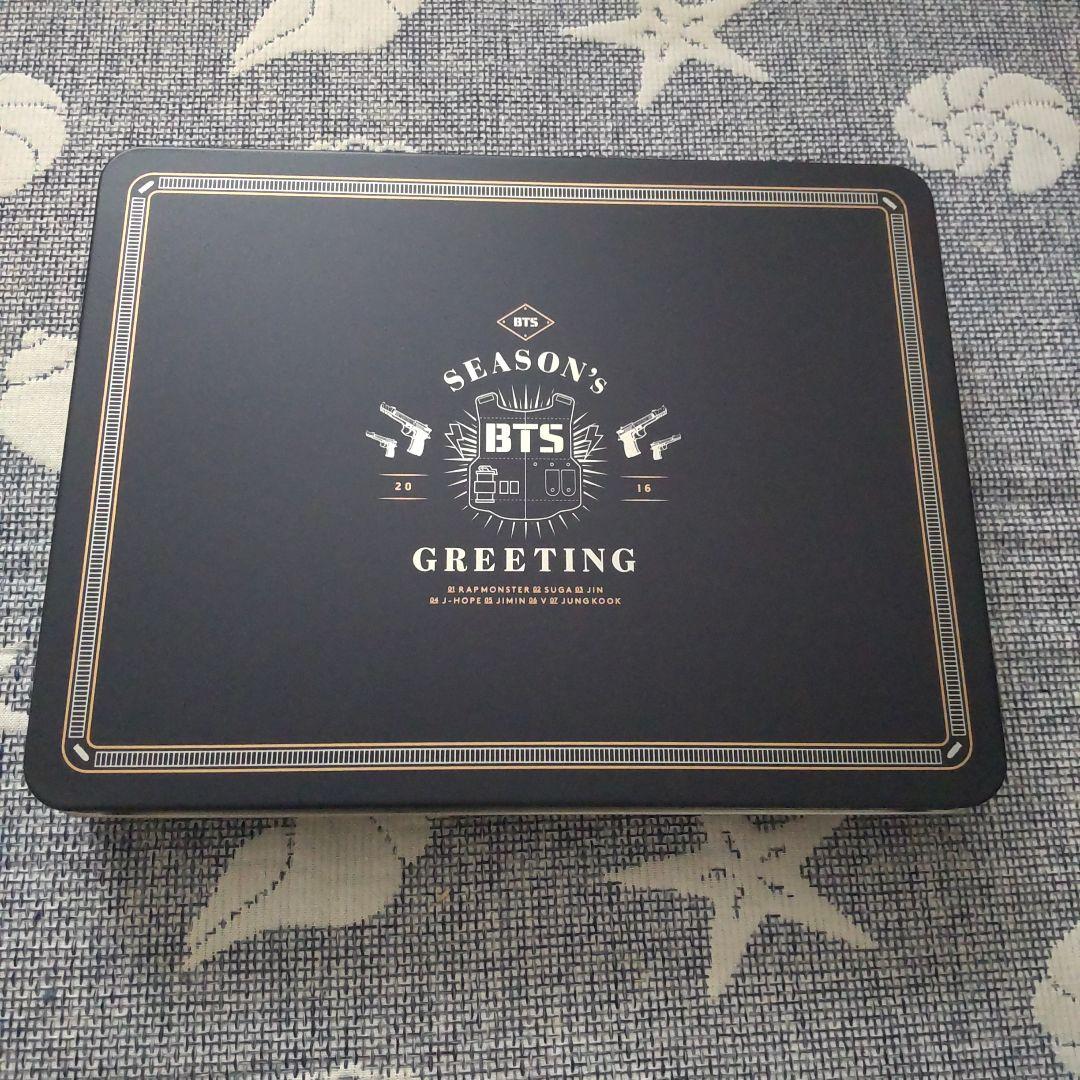 BTS
SEASON's
BTS
20 16
GREETING
01 RAPMONSTER 02 SUGA 03 JIN
04 J-HOPE 05 JIMIN 06 V 07 JUNGKOOK